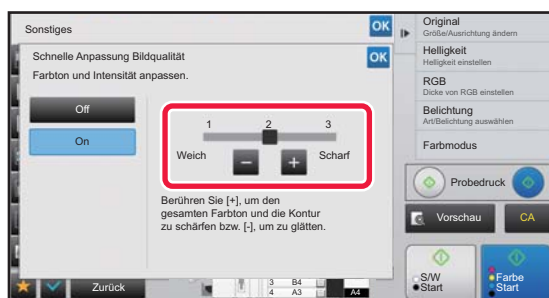 Sonstiges
OK
Schnelle Anpassung Bildqualität
OK
Farbton und Intensität anpassen.
Off
On
1 2 3
Weich
Scharf
Berühren Sie [+], um den
gesamten Farbton und die Kontur
zu schärfen bzw. [-], um zu glätten.
Zurück
3 B4
4 A3
A4
Original
Größe/Ausrichtung ändern
Helligkeit
Helligkeit einstellen
RGB
Dicke von RGB einstellen
Belichtung
Art/Belichtung auswählen
Farbmodus
Probedruck
Vorschau
CA
S/W
Start
Farbe
Start